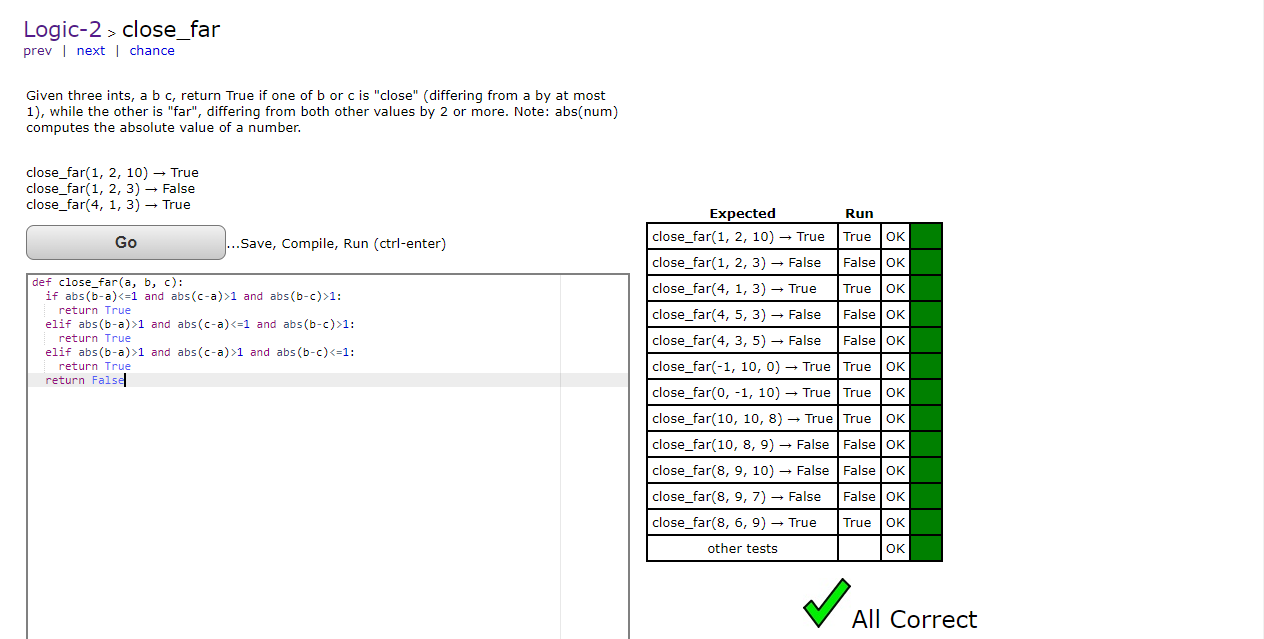 Logic-2 > close_far
prev | next | chance
Given three ints, a b c, return True if one of b or c is "close" (differing from a by at most
1), while the other is "far", differing from both other values by 2 or more. Note: abs(num)
computes the absolute value of a number.
close_far(1, 2, 10) → True
close_far(1, 2, 3) → False
close_far(4, 1, 3) → True
Go ...Save, Compile, Run (ctrl-enter)
def close_far(a, b, c):
  if abs(b-a)<=1 and abs(c-a)>1 and abs(b-c)>1:
    return True
  elif abs(b-a)>1 and abs(c-a)<=1 and abs(b-c)>1:
    return True
  elif abs(b-a)>1 and abs(c-a)>1 and abs(b-c)<=1:
    return True
  return False
Expected Run
close_far(1, 2, 10) → True True OK
close_far(1, 2, 3) → False False OK
close_far(4, 1, 3) → True True OK
close_far(4, 5, 3) → False False OK
close_far(4, 3, 5) → False False OK
close_far(-1, 10, 0) → True True OK
close_far(0, -1, 10) → True True OK
close_far(10, 10, 8) → True True OK
close_far(10, 8, 9) → False False OK
close_far(8, 9, 10) → False False OK
close_far(8, 9, 7) → False False OK
close_far(8, 6, 9) → True True OK
other tests OK
All Correct